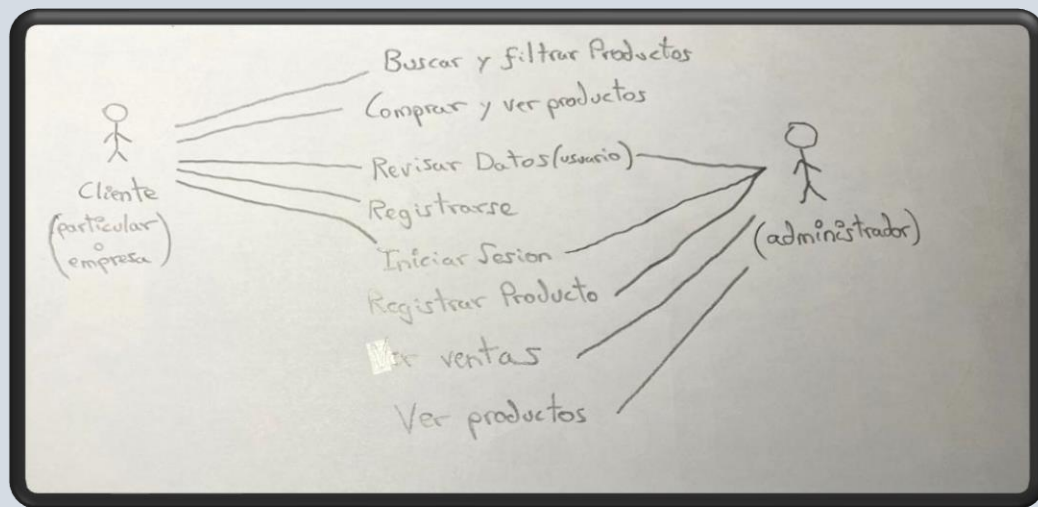 Buscar y filtrar Productos
Comprar y ver productos
Revisar Datos (usuario)
Registrarse
Iniciar Sesion
Registrar Producto
ventas
Ver productos
Cliente
(particular
o
empresa)
(administrador)